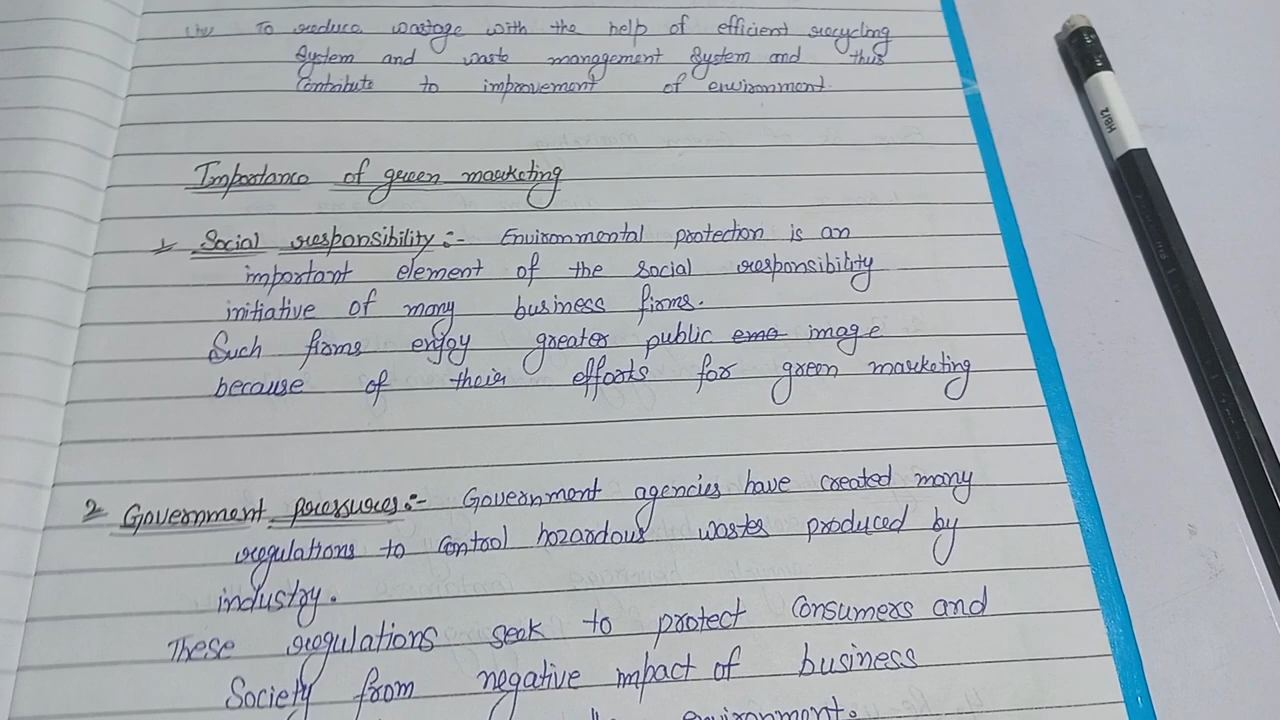 To reduce wastage with the help of efficient recycling
System and waste management System and thus
Contribute to improvement of environment.
Importance of green marketing
1 Social responsibility :- Environmental protection is an
important element of the social responsibility
initiative of many business firms.
Such firms enjoy greater public image
because of their efforts for green marketing
2 Government pressures :- Government agencies have created many
regulations to control hazardous wastes produced by
industry.
These regulations seek to protect Consumers and
Society from negative impact of business
environment.
HB/2